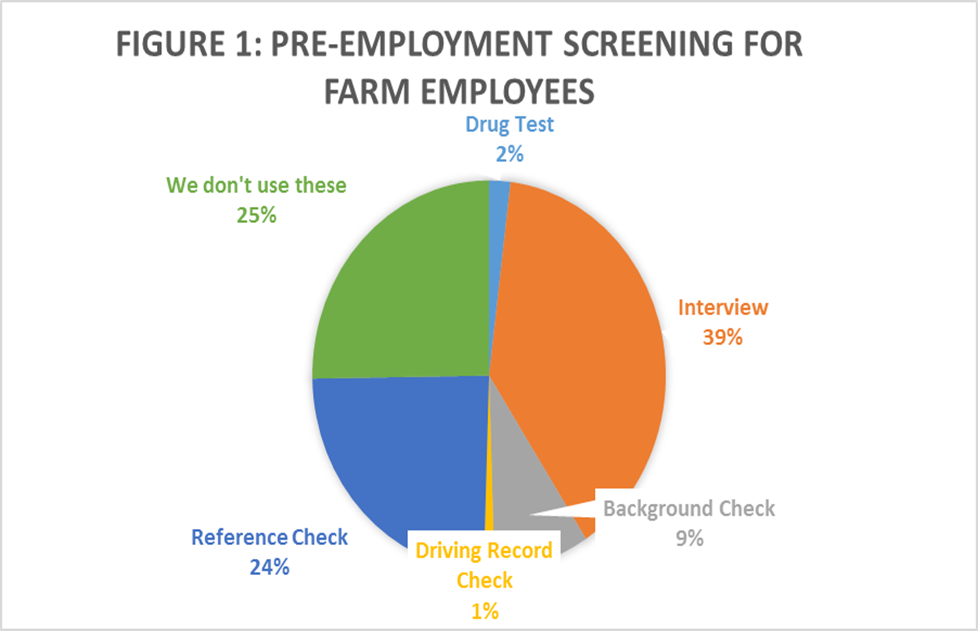 FIGURE 1: PRE-EMPLOYMENT SCREENING FOR
FARM EMPLOYEES
Drug Test
2%
We don't use these
25%
Interview
39%
Background Check
9%
Reference Check
24%
Driving Record
Check
1%